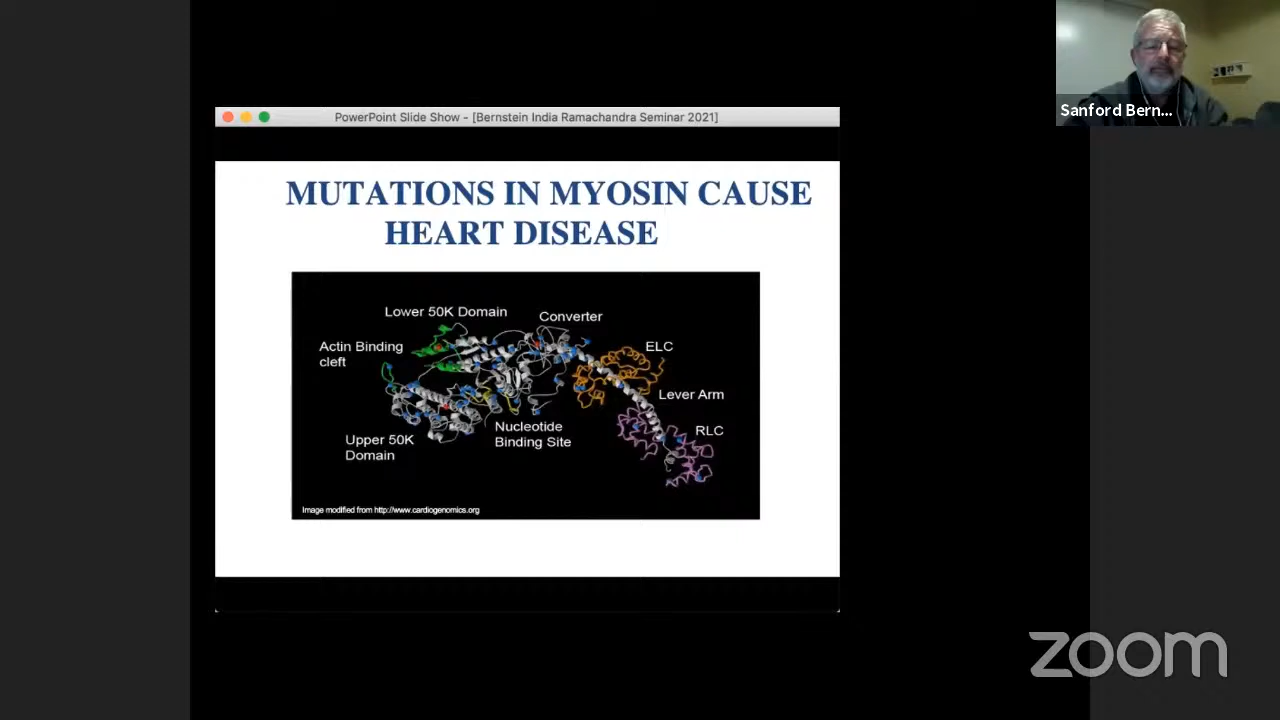 PowerPoint Slide Show - [Bernstein India Ramachandra Seminar 2021]
Sanford Bern...
MUTATIONS IN MYOSIN CAUSE
HEART DISEASE
Lower 50K Domain
Converter
Actin Binding
cleft
ELC
Lever Arm
Nucleotide
Binding Site
RLC
Upper 50K
Domain
Image modified from http://www.cardiogenomics.org
zoom